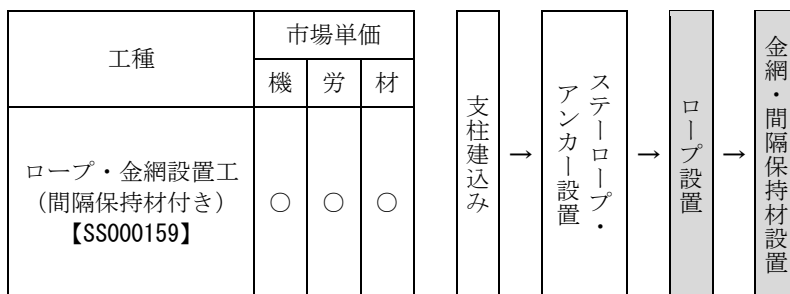 工種
市場単価
機 労 材
ロープ・金網設置工
(間隔保持材付き)
【SS000159】
○ ○ ○
支柱建込み
→
ステーロープ・
アンカー設置
→
ロープ設置
→
金網・間隔保持材設置